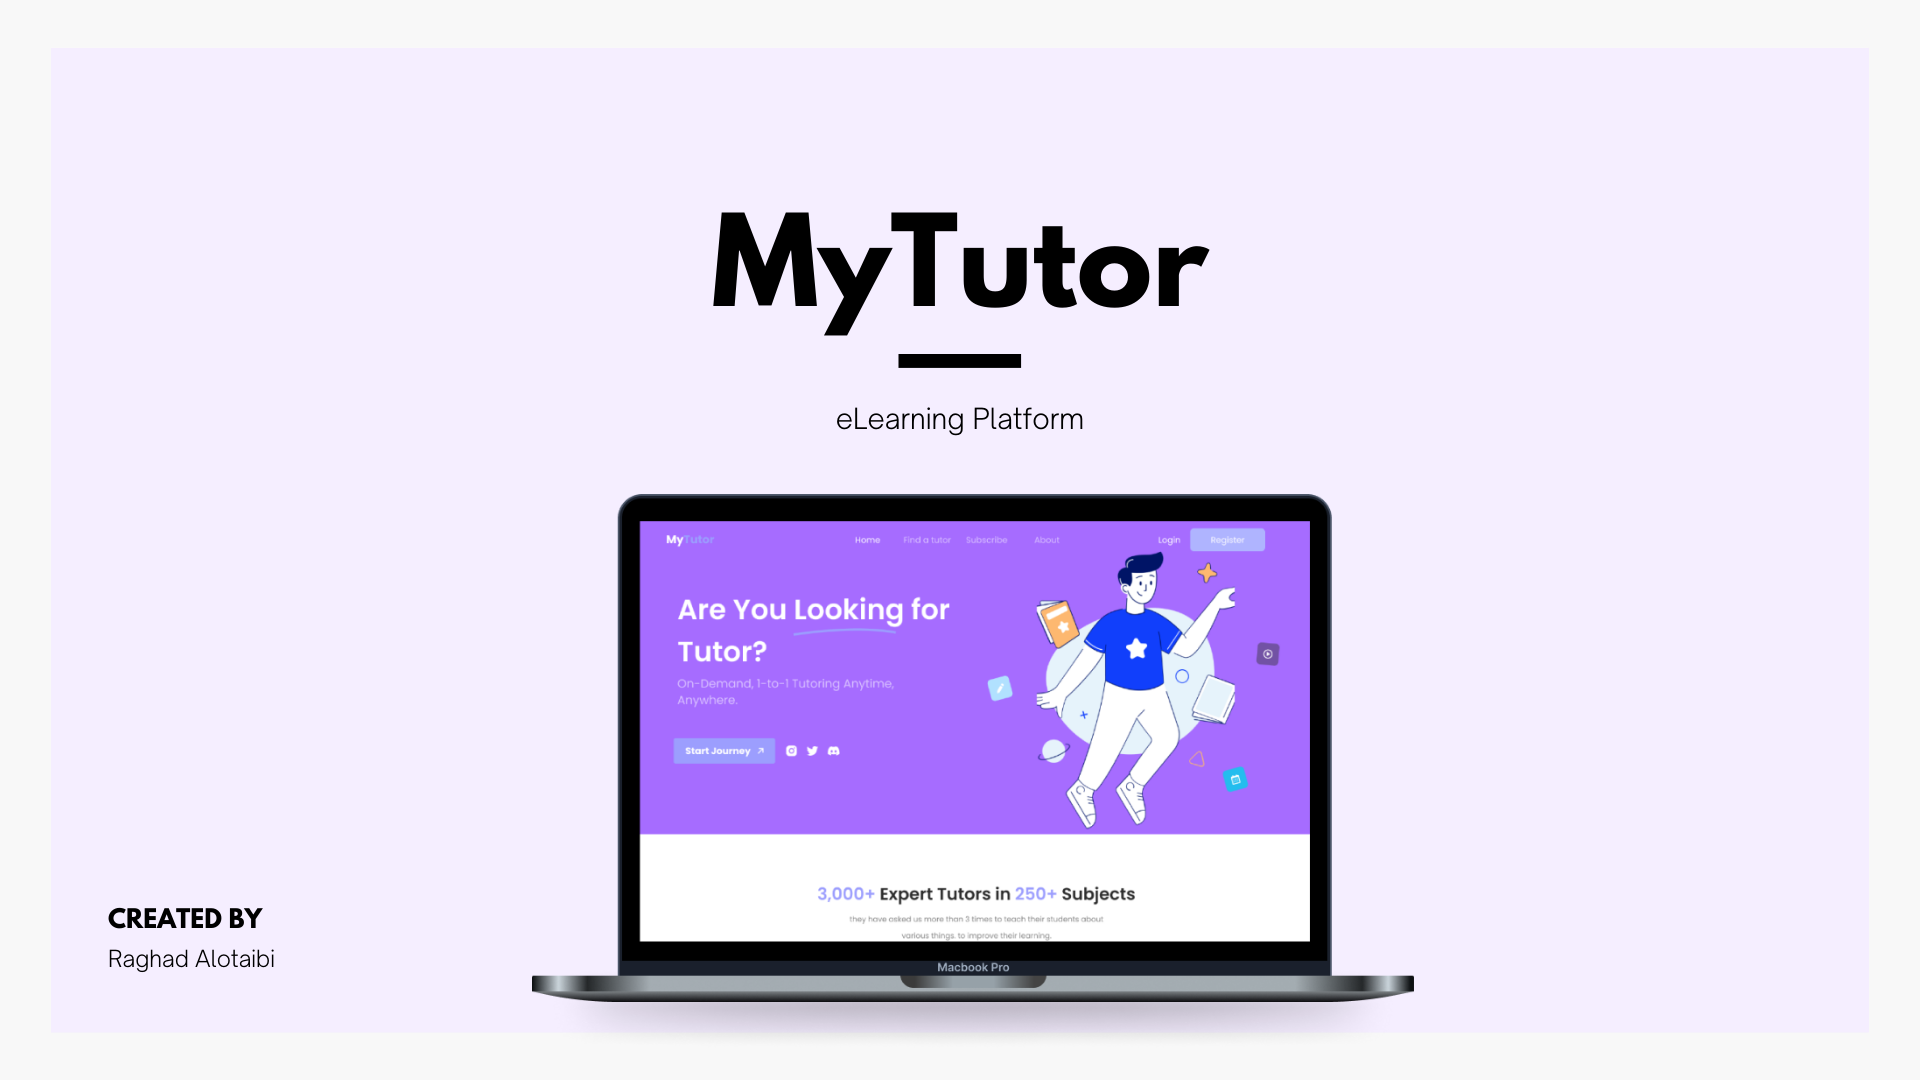 MyTutor
eLearning Platform
MyTutor
Home Find a tutor Subscribe About Login Register
Are You Looking for
Tutor?
On-Demand, 1-to-1 Tutoring Anytime,
Anywhere.
Start Journey
3,000+ Expert Tutors in 250+ Subjects
they have asked us more than 3 times to teach their students about
various things. to improve their learning.
Macbook Pro
CREATED BY
Raghad Alotaibi